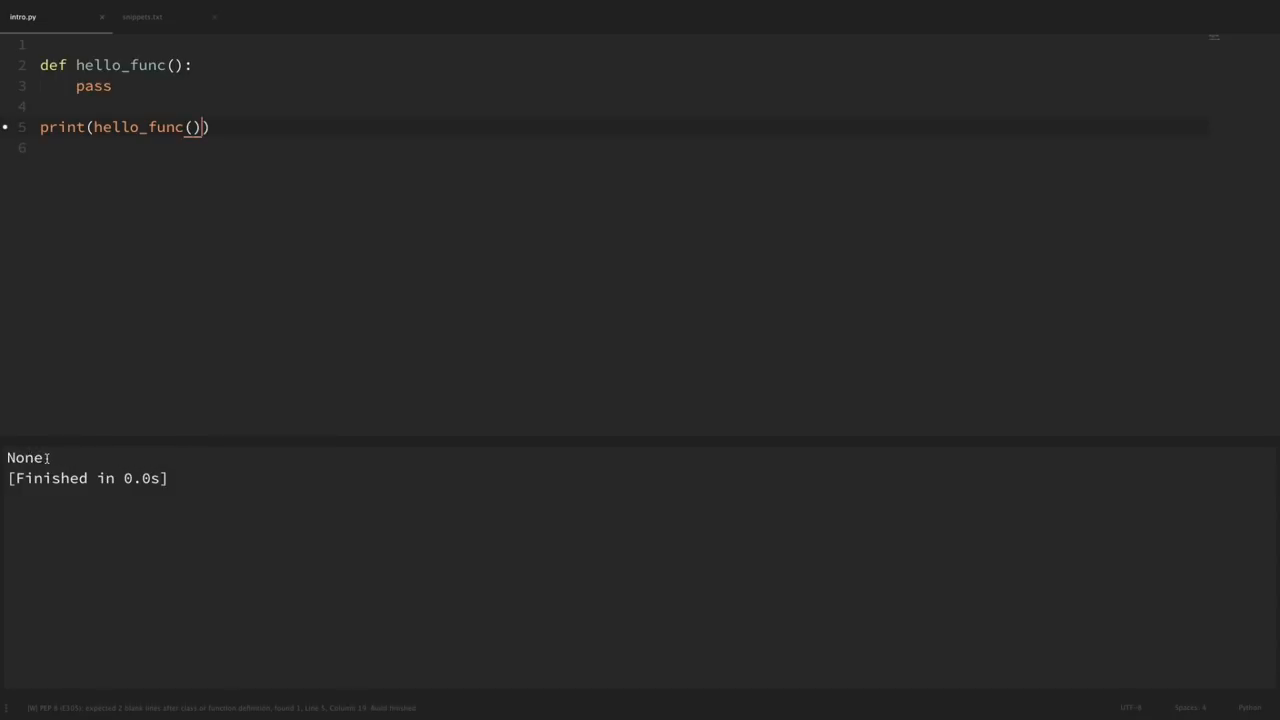 intro.py × snippets.txt ×
1
2 def hello_func():
3 pass
4
5 print(hello_func())
6
None
[Finished in 0.0s]
[W] PEP 8 (E305): expected 2 blank lines after class or function definition, found 1, Line 5, Column 19 Build finished UTF-8 Spaces: 4 Python